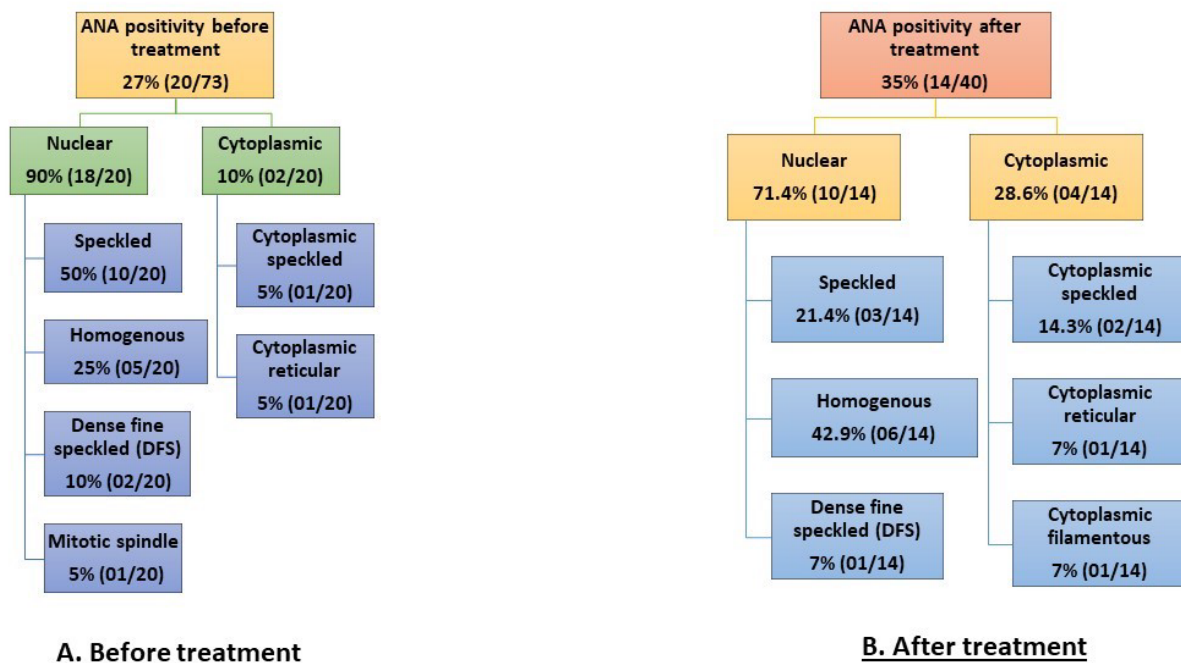 ANA positivity before
treatment
27% (20/73)
Nuclear
90% (18/20)
Cytoplasmic
10% (02/20)
Speckled
50% (10/20)
Homogenous
25% (05/20)
Dense fine
speckled (DFS)
10% (02/20)
Mitotic spindle
5% (01/20)
Cytoplasmic
speckled
5% (01/20)
Cytoplasmic
reticular
5% (01/20)
A. Before treatment
ANA positivity after
treatment
35% (14/40)
Nuclear
71.4% (10/14)
Cytoplasmic
28.6% (04/14)
Speckled
21.4% (03/14)
Homogenous
42.9% (06/14)
Dense fine
speckled (DFS)
7% (01/14)
Cytoplasmic
speckled
14.3% (02/14)
Cytoplasmic
reticular
7% (01/14)
Cytoplasmic
filamentous
7% (01/14)
B. After treatment